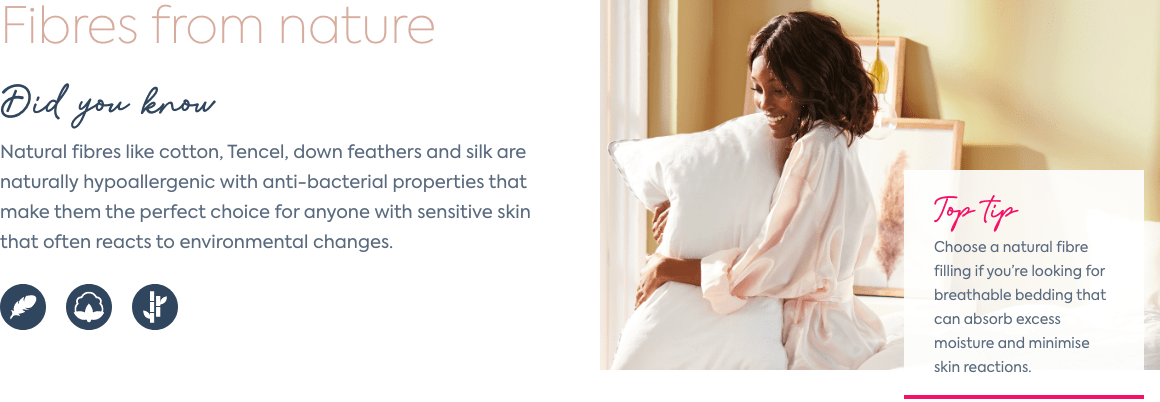 Fibres from nature
Did you know
Natural fibres like cotton, Tencel, down feathers and silk are
naturally hypoallergenic with anti-bacterial properties that
make them the perfect choice for anyone with sensitive skin
that often reacts to environmental changes.
Top tip
Choose a natural fibre
filling if you’re looking for
breathable bedding that
can absorb excess
moisture and minimise
skin reactions.